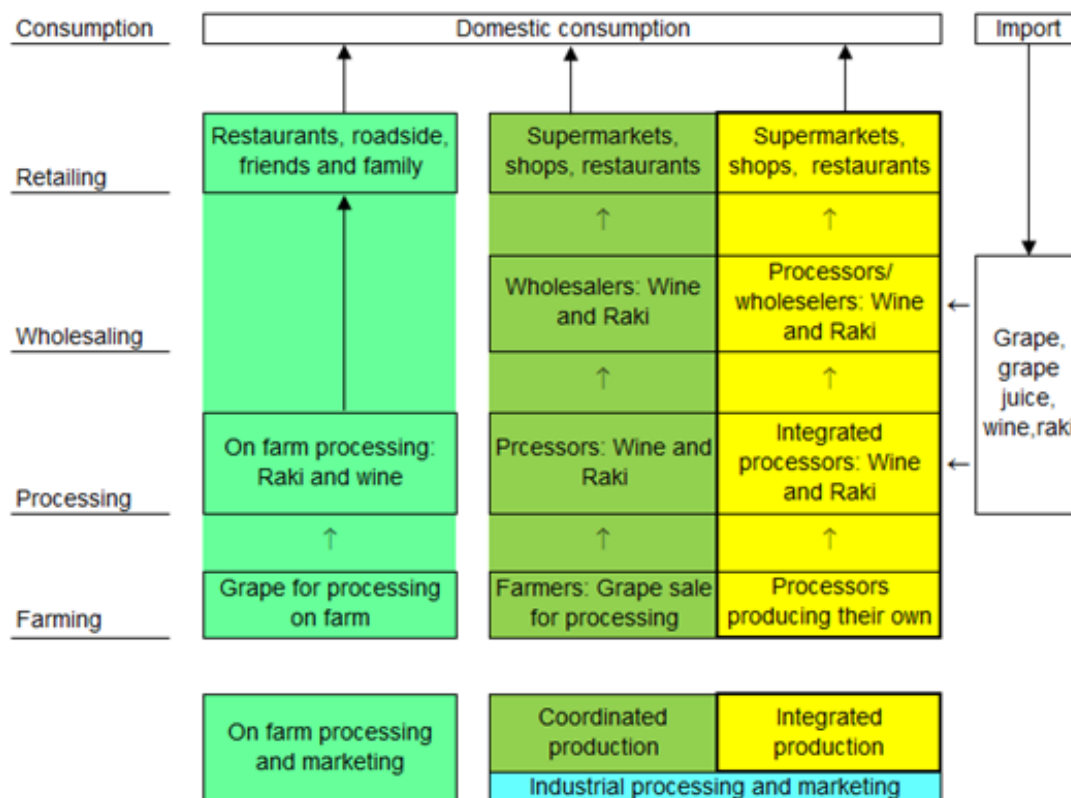 Consumption
Domestic consumption
Import
Retailing
Restaurants, roadside,
friends and family
Supermarkets,
shops, restaurants
Supermarkets,
shops, restaurants
Wholesaling
Wholesalers: Wine
and Raki
Processors/
wholeselers: Wine
and Raki
Grape,
grape
juice,
wine,raki
Processing
On farm processing:
Raki and wine
Prcessors: Wine and
Raki
Integrated
processors: Wine
and Raki
Farming
Grape for processing
on farm
Farmers: Grape sale
for processing
Processors
producing their own
On farm processing
and marketing
Coordinated
production
Integrated
production
Industrial processing and marketing